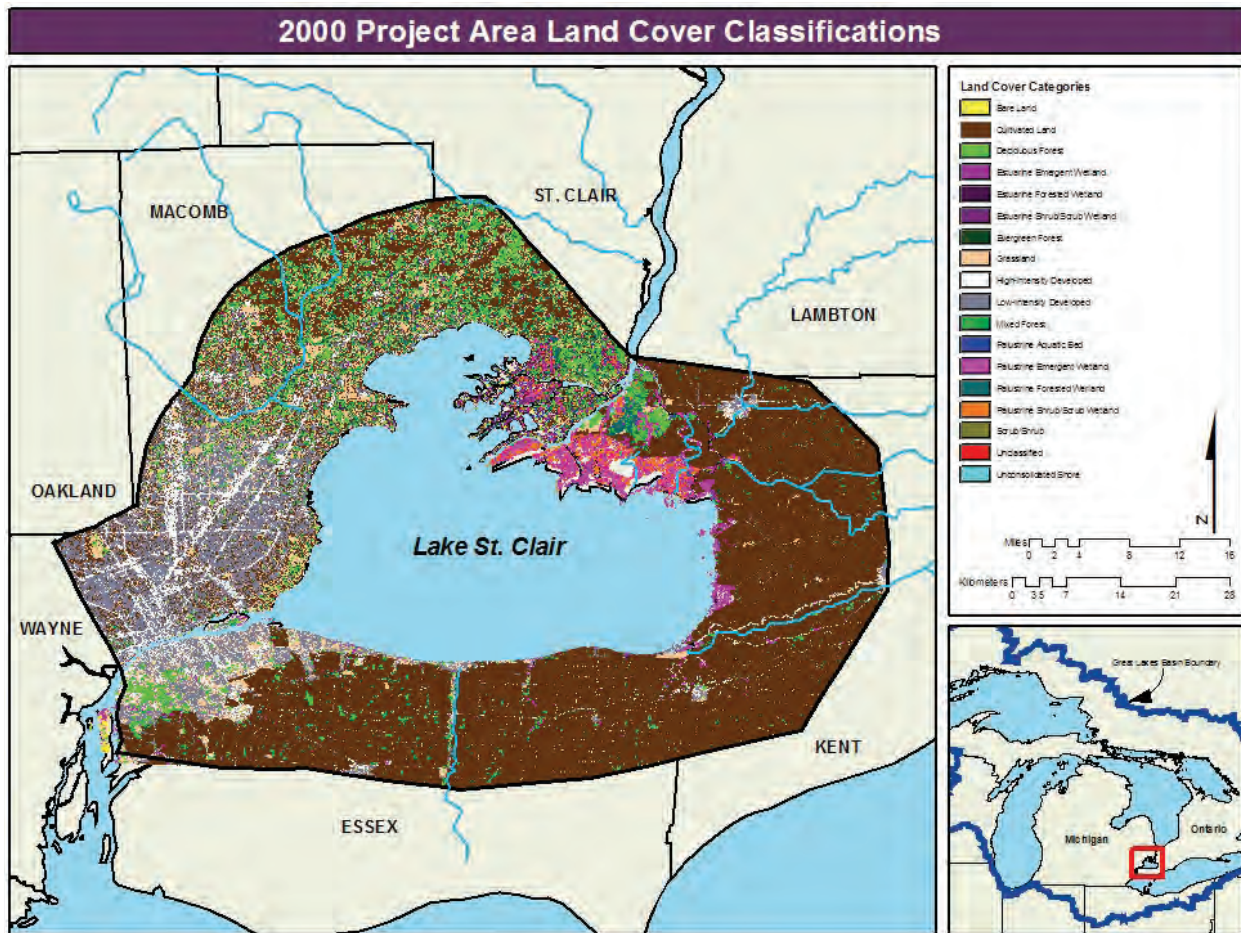 2000 Project Area Land Cover Classifications
MACOMB
ST. CLAIR
LAMBTON
OAKLAND
Lake St. Clair
WAYNE
KENT
ESSEX
Land Cover Categories
Bare Land
Cultivated Land
Deciduous Forest
Estuarine Emergent Wetland
Estuarine Forested Wetland
Estuarine Shrub/Scrub Wetland
Evergreen Forest
Grassland
High-Intensity Developed
Low-Intensity Developed
Mixed Forest
Palustrine Aquatic Bed
Palustrine Emergent Wetland
Palustrine Forested Wetland
Palustrine Shrub/Scrub Wetland
Scrub/Shrub
Unclassified
Unconsolidated Shore
N
Miles
0 2 4 8 12 16
Kilometers
0 3.5 7 14 21 28
Great Lakes Basin Boundary
Michigan
Ontario